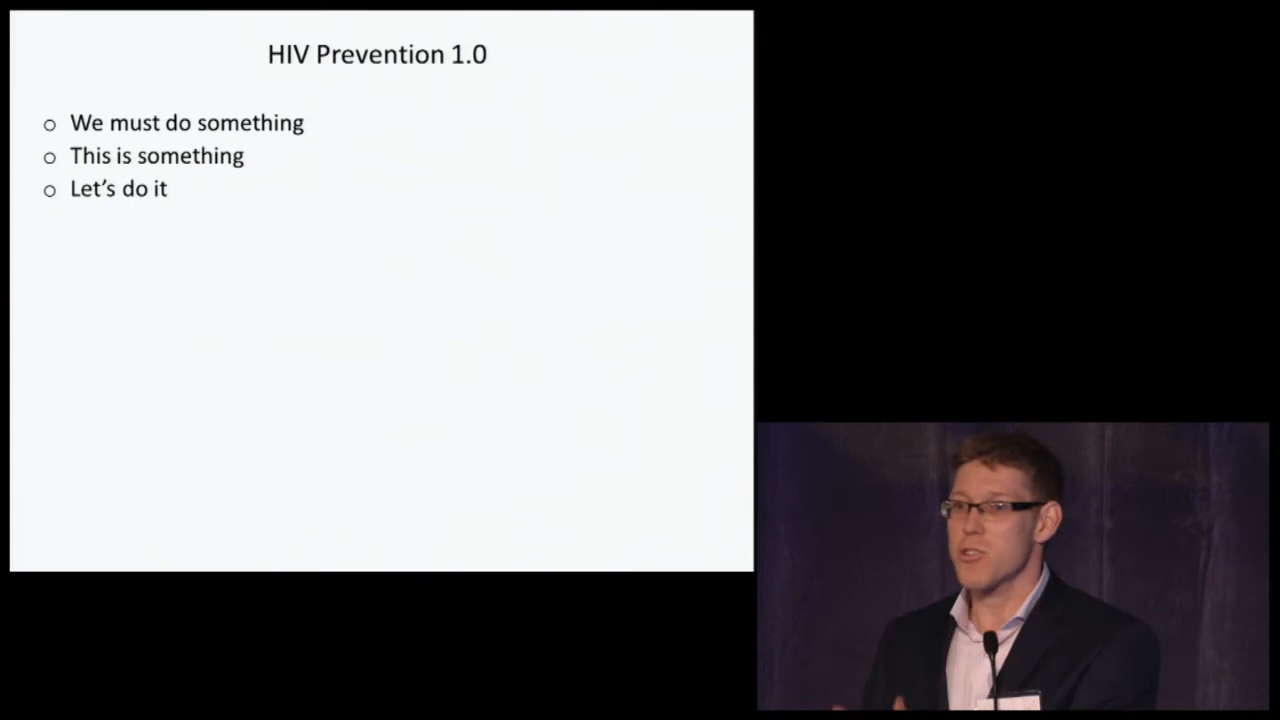 HIV Prevention 1.0
o We must do something
o This is something
o Let's do it